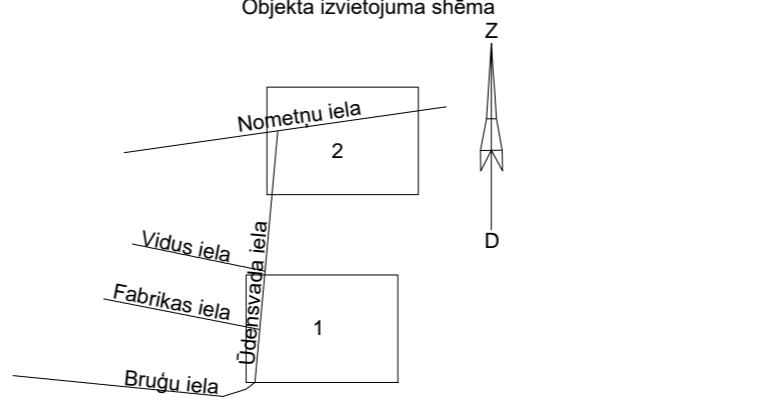 Objekta izvietojuma shēma
Z
Nometņu iela
2
Vidus iela
Ūdensvada iela
D
Fabrikas iela
1
Bruģu iela